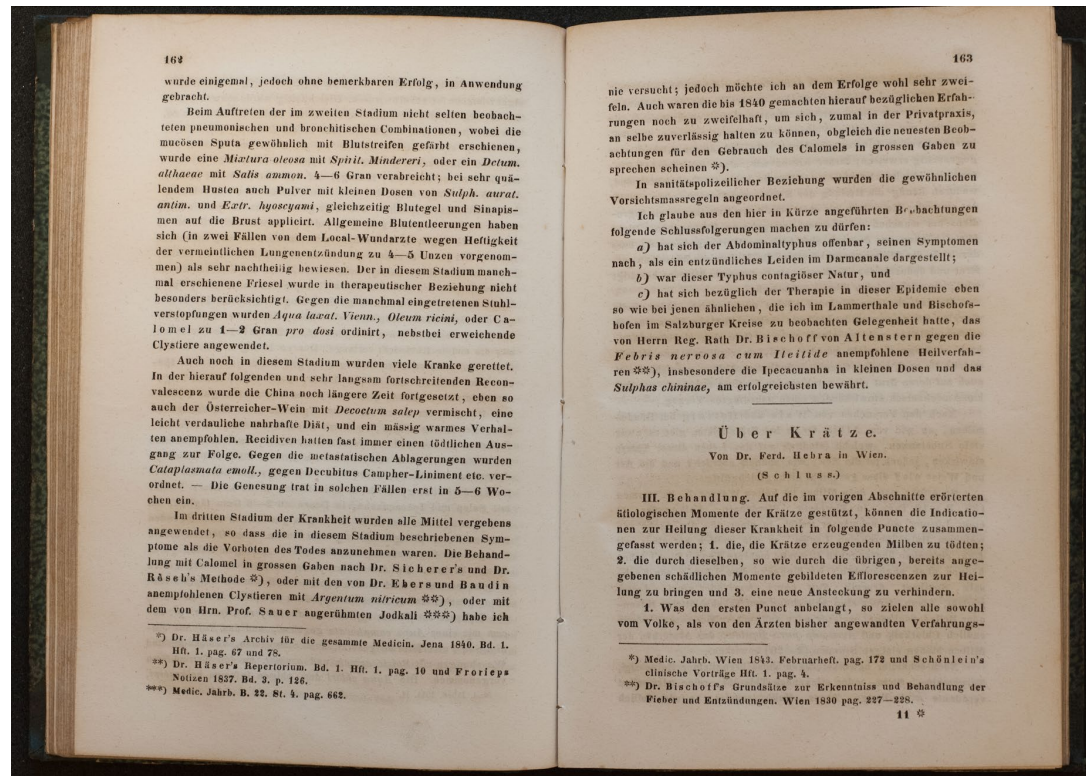 162
wurde einigemal, jedoch ohne bemerkbaren Erfolg, in Anwendung
gebracht.
Beim Auftreten der im zweiten Stadium nicht selten beobach-
teten pneumonischen und bronchitischen Combinationen, wobei die
mucösen Sputa gewöhnlich mit Blutstreifen gefärbt erschienen,
wurde eine Mixtura oleosa mit Spirit. Mindereri, oder ein Dctum.
althaeae mit Salis ammon. 4—6 Gran verabreicht; bei sehr quä-
lendem Husten auch Pulver mit kleinen Dosen von Sulph. aurat.
antim. und Extr. hyoscyami, gleichzeitig Blutegel und Sinapis-
men auf die Brust applicirt. Allgemeine Blutentleerungen haben
sich (in zwei Fällen von dem Local-Wundarzte wegen Heftigkeit
der vermeintlichen Lungenentzündung zu 4—5 Unzen vorgenom-
men) als sehr nachtheilig bewiesen. Der in diesem Stadium manch-
mal erschienene Friesel wurde in therapeutischer Beziehung nicht
besonders berücksichtigt. Gegen die manchmal eingetretenen Stuhl-
verstopfungen wurden Aqua laxat. Vienn., Oleum ricini, oder Ca-
lomel zu 1—2 Gran pro dosi ordinirt, nebstbei erweichende
Clystiere angewendet.
Auch noch in diesem Stadium wurden viele Kranke gerettet.
In der hierauf folgenden und sehr langsam fortschreitenden Recon-
valescenz wurde die China noch längere Zeit fortgesetzt, eben so
auch der Österreicher-Wein mit Decoctum salep vermischt, eine
leicht verdauliche nahrhafte Diät, und ein mässig warmes Verhal-
ten anempfohlen. Recidiven hatten fast immer einen tödtlichen Aus-
gang zur Folge. Gegen die metastatischen Ablagerungen wurden
Cataplasmata emoll., gegen Decubitus Campher-Liniment etc. ver-
ordnet. — Die Genesung trat in solchen Fällen erst in 5—6 Wo-
chen ein.
Im dritten Stadium der Krankheit wurden alle Mittel vergebens
angewendet, so dass die in diesem Stadium beschriebenen Sym-
ptome als die Vorboten des Todes anzunehmen waren. Die Behand-
lung mit Calomel in grossen Gaben nach Dr. Sicherer's und Dr.
Rösch's Methode *), oder mit den von Dr. Ebers und Baudin
anempfohlenen Clystieren mit Argentum nitricum **), oder mit
dem von Hrn. Prof. Sauer angerühmten Jodkali ***) habe ich
*) Dr. Häser's Archiv für die gesammte Medicin. Jena 1840. Bd. 1.
Hft. 1. pag. 67 und 78.
**) Dr. Häser's Repertorium. Bd. 1. Hft. 1. pag. 10 und Frorieps
Notizen 1837. Bd. 3. p. 126.
***) Medic. Jahrb. B. 22. St. 4. pag. 662.
163
nie versucht; jedoch möchte ich an dem Erfolge wohl sehr zwei-
feln. Auch waren die bis 1840 gemachten hierauf bezüglichen Erfah-
rungen noch zu zweifelhaft, um sich, zumal in der Privatpraxis,
an selbe zuverlässig halten zu können, obgleich die neuesten Beob-
achtungen für den Gebrauch des Calomels in grossen Gaben zu
sprechen scheinen *).
In sanitätspolizeilicher Beziehung wurden die gewöhnlichen
Vorsichtsmassregeln angeordnet.
Ich glaube aus den hier in Kürze angeführten Beobachtungen
folgende Schlussfolgerungen machen zu dürfen:
a) hat sich der Abdominaltyphus offenbar, seinen Symptomen
nach, als ein entzündliches Leiden im Darmcanale dargestellt;
b) war dieser Typhus contagiöser Natur, und
c) hat sich bezüglich der Therapie in dieser Epidemie eben
so wie bei jenen ähnlichen, die ich im Lammerthale und Bischofs-
hofen im Salzburger Kreise zu beobachten Gelegenheit hatte, das
von Herrn Reg. Rath Dr. Bischoff von Altenstern gegen die
Febris nervosa cum Ileitide anempfohlene Heilverfah-
ren **), insbesondere die Ipecacuanha in kleinen Dosen und das
Sulphas chininae, am erfolgreichsten bewährt.
Über Krätze.
Von Dr. Ferd. Hebra in Wien.
(Schluss.)
III. Behandlung. Auf die im vorigen Abschnitte erörterten
ätiologischen Momente der Krätze gestützt, können die Indicatio-
nen zur Heilung dieser Krankheit in folgende Puncte zusammen-
gefasst werden; 1. die, die Krätze erzeugenden Milben zu tödten;
2. die durch dieselben, so wie durch die übrigen, bereits ange-
gebenen schädlichen Momente gebildeten Efflorescenzen zur Hei-
lung zu bringen und 3. eine neue Ansteckung zu verhindern.
1. Was den ersten Punct anbelangt, so zielen alle sowohl
vom Volke, als von den Ärzten bisher angewandten Verfahrungs-
*) Medic. Jahrb. Wien 1843. Februarheft. pag. 172 und Schönlein's
clinische Vorträge Hft. 1. pag. 4.
**) Dr. Bischoff's Grundsätze zur Erkenntniss und Behandlung der
Fieber und Entzündungen. Wien 1830 pag. 227—228.
11 *